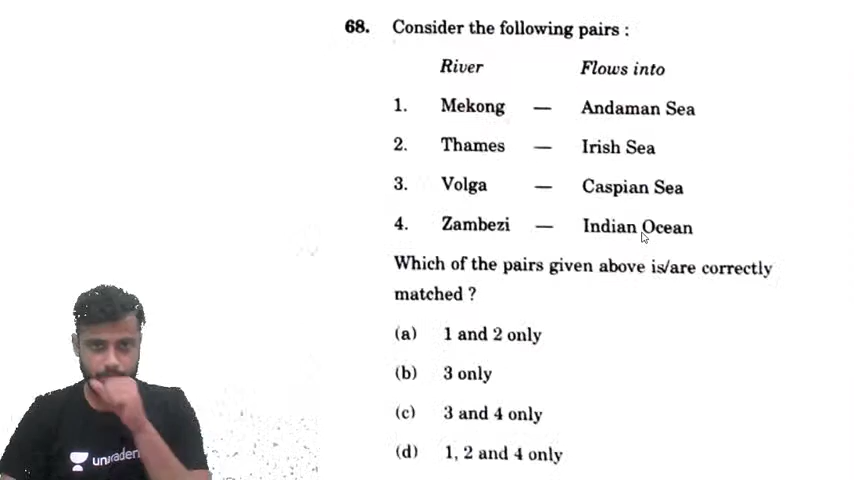 68. Consider the following pairs :
River Flows into
1. Mekong — Andaman Sea
2. Thames — Irish Sea
3. Volga — Caspian Sea
4. Zambezi — Indian Ocean
Which of the pairs given above is/are correctly
matched ?
(a) 1 and 2 only
(b) 3 only
(c) 3 and 4 only
(d) 1, 2 and 4 only